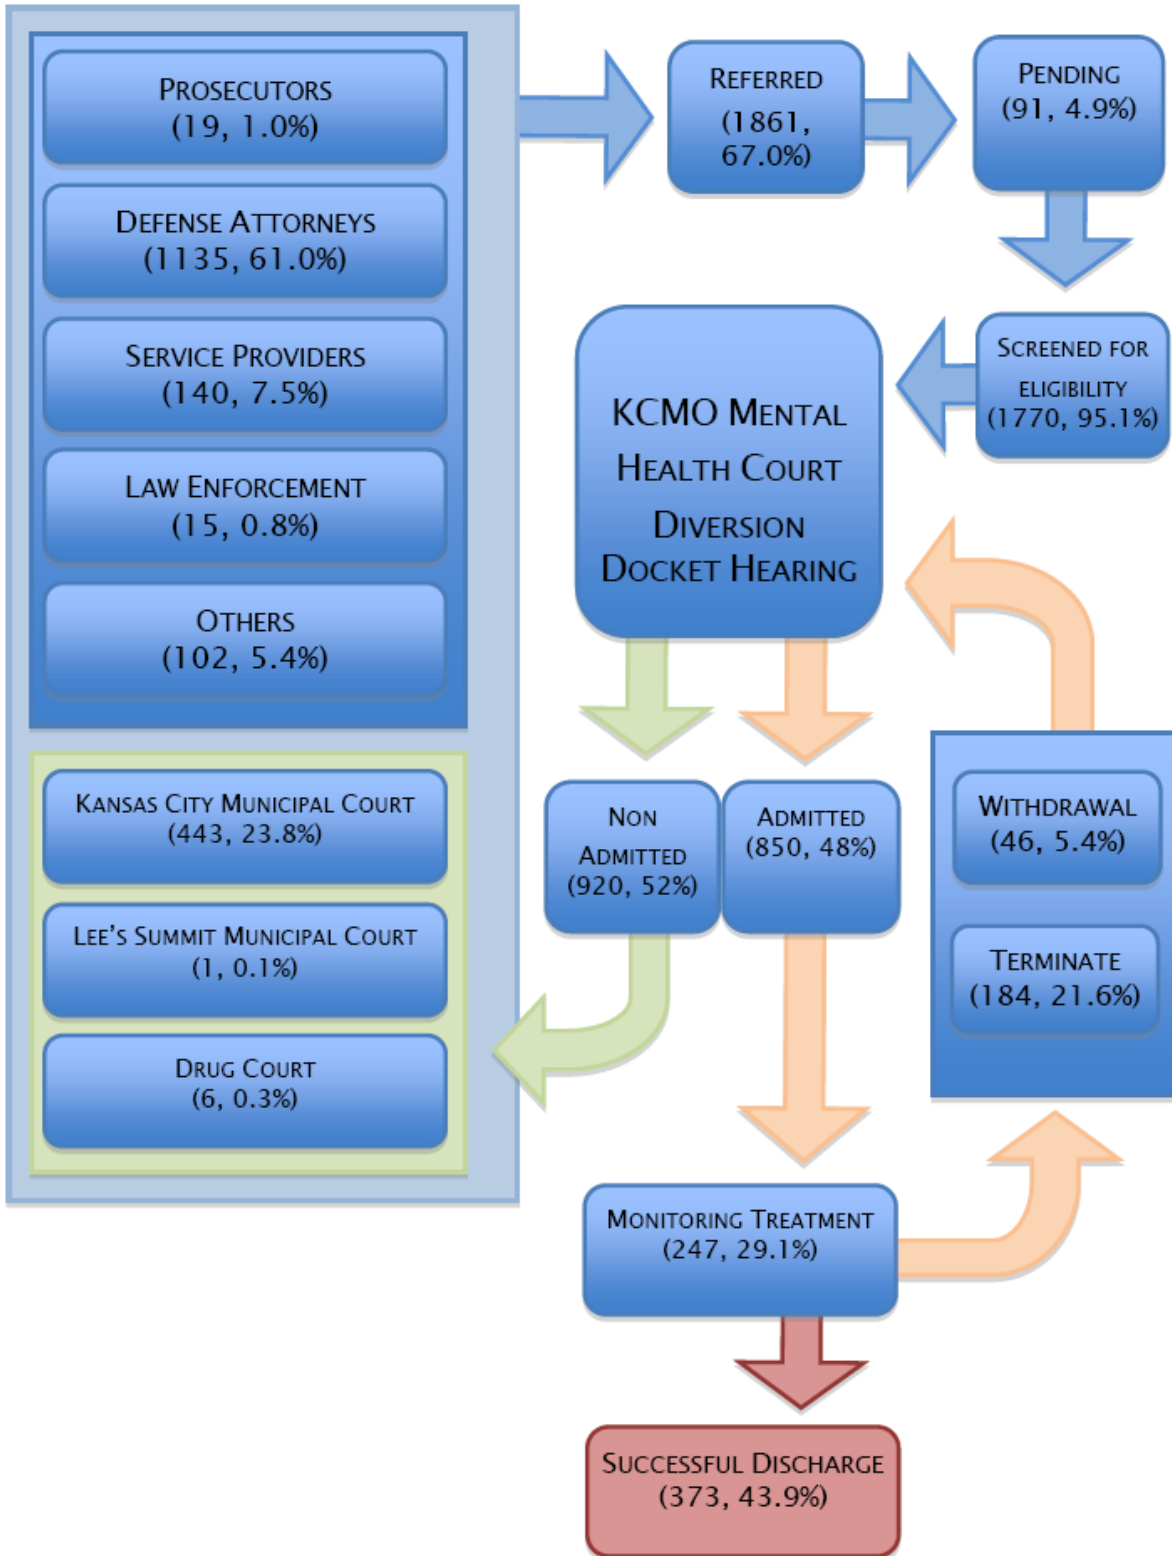 Prosecutors
(19, 1.0%)
Defense Attorneys
(1135, 61.0%)
Service Providers
(140, 7.5%)
Law Enforcement
(15, 0.8%)
Others
(102, 5.4%)
Kansas City Municipal Court
(443, 23.8%)
Lee's Summit Municipal Court
(1, 0.1%)
Drug Court
(6, 0.3%)
Referred
(1861,
67.0%)
Pending
(91, 4.9%)
Screened for
eligibility
(1770, 95.1%)
KCMO Mental
Health Court
Diversion
Docket Hearing
Non
Admitted
(920, 52%)
Admitted
(850, 48%)
Withdrawal
(46, 5.4%)
Terminate
(184, 21.6%)
Monitoring Treatment
(247, 29.1%)
Successful Discharge
(373, 43.9%)